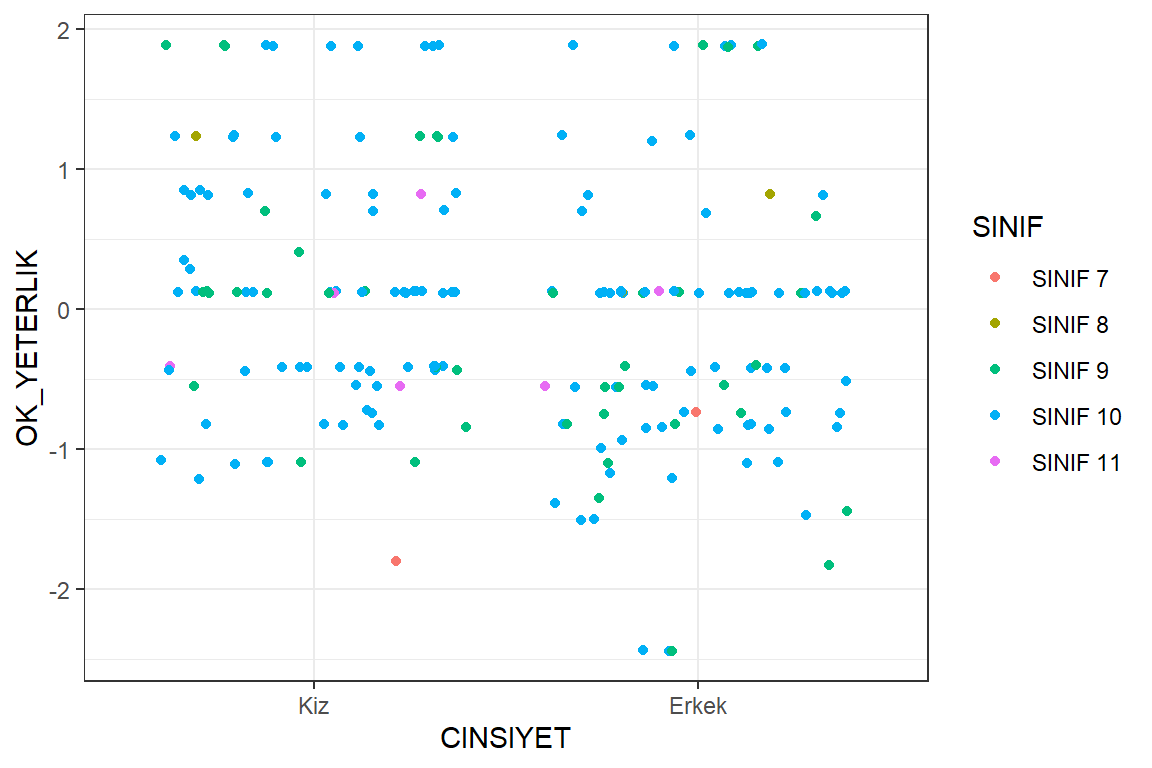 2
1
0
-1
-2
OK_YETERLIK
Kiz
Erkek
CINSIYET
SINIF
SINIF 7
SINIF 8
SINIF 9
SINIF 10
SINIF 11